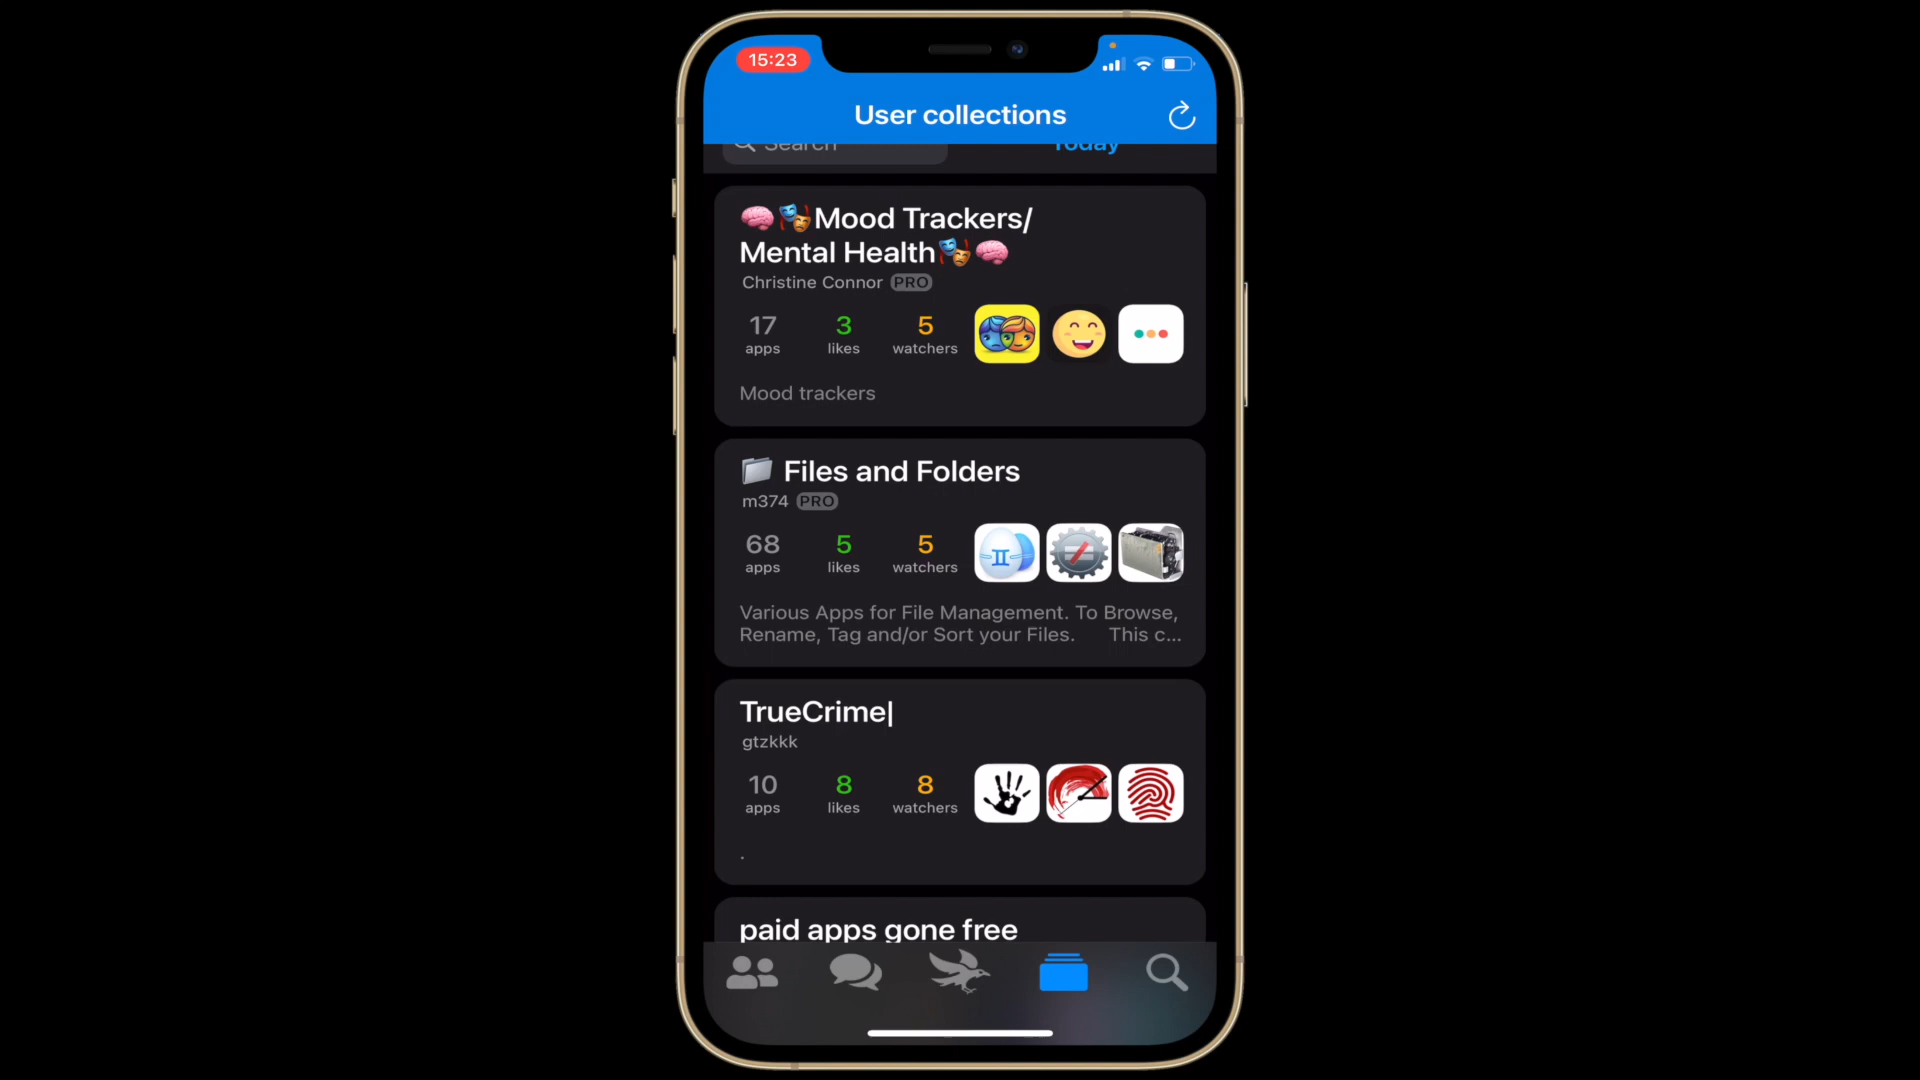 15:23
User collections
Search
Today
🧠🎭Mood Trackers/
Mental Health🎭🧠
Christine Connor PRO
17 3 5
apps likes watchers
Mood trackers
📁 Files and Folders
m374 PRO
68 5 5
apps likes watchers
Various Apps for File Management. To Browse,
Rename, Tag and/or Sort your Files. This c...
TrueCrime|
gtzkkk
10 8 8
apps likes watchers
.
paid apps gone free